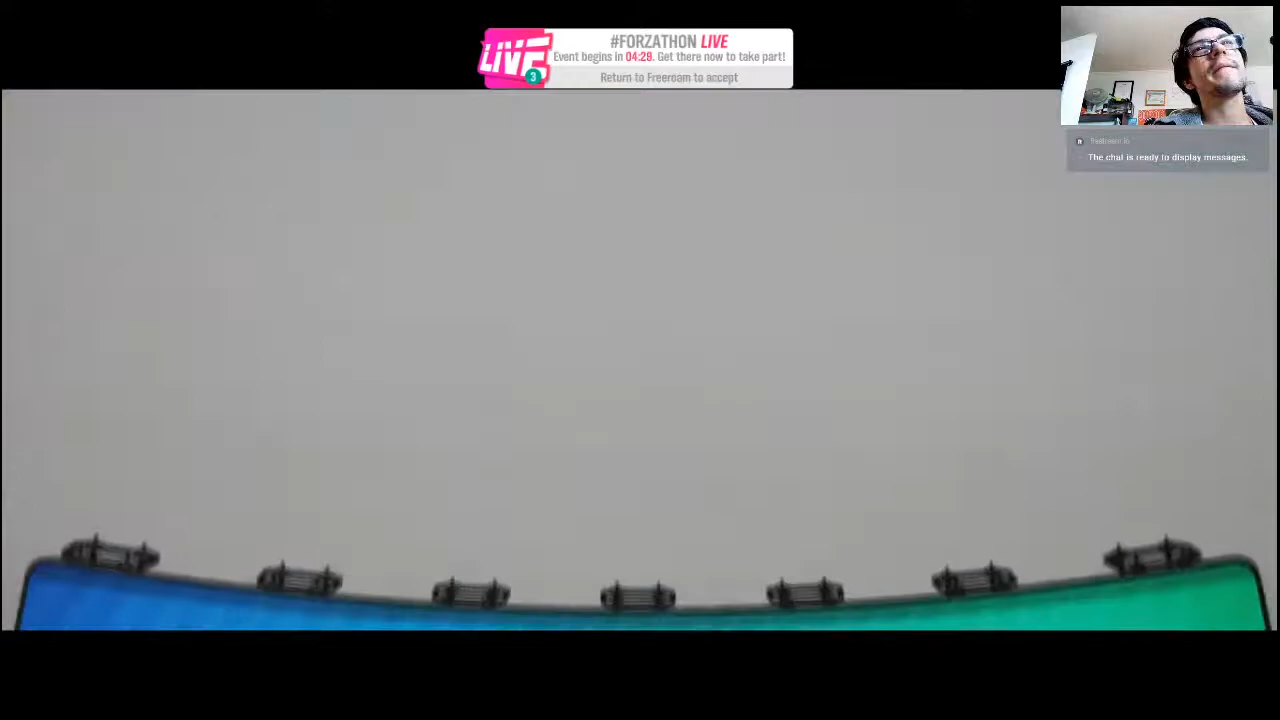 LIVE
3
#FORZATHON LIVE
Event begins in 04:28. Get there now to take part!
Return to Freeroam to accept
The chat is ready to display messages.